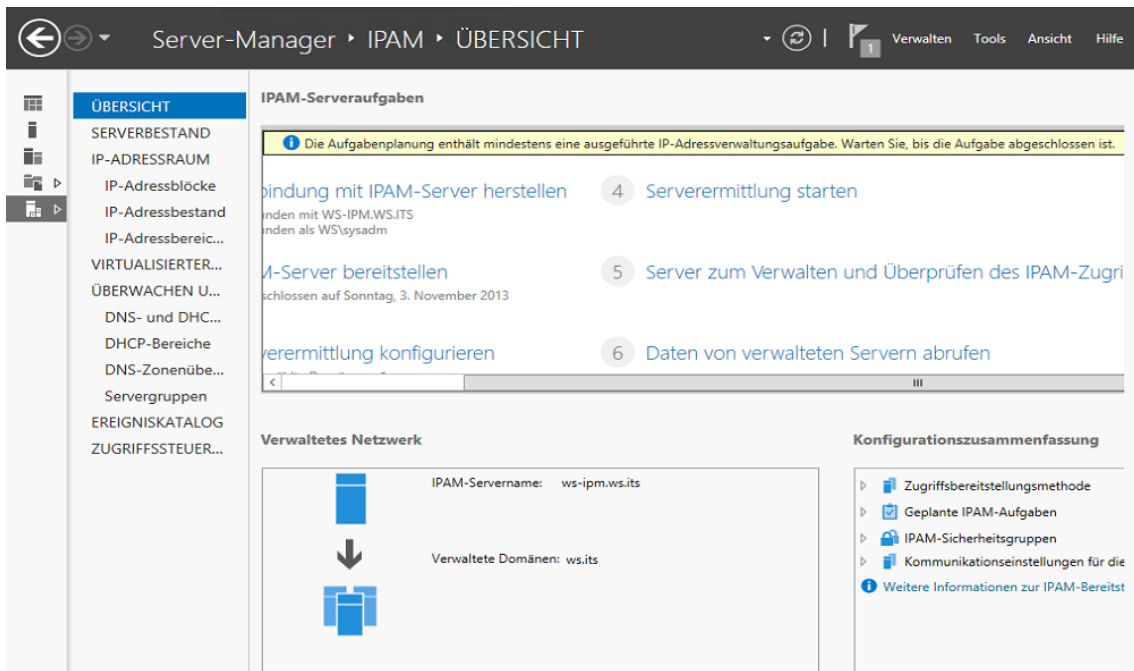 Server-Manager ‣ IPAM ‣ ÜBERSICHT
1
Verwalten
Tools
Ansicht
Hilfe
ÜBERSICHT
SERVERBESTAND
IP-ADRESSRAUM
IP-Adressblöcke
IP-Adressbestand
IP-Adressbereic...
VIRTUALISIERTER...
ÜBERWACHEN U...
DNS- und DHC...
DHCP-Bereiche
DNS-Zonenübe...
Servergruppen
EREIGNISKATALOG
ZUGRIFFSSTEUER...
IPAM-Serveraufgaben
Die Aufgabenplanung enthält mindestens eine ausgeführte IP-Adressverwaltungsaufgabe. Warten Sie, bis die Aufgabe abgeschlossen ist.
bindung mit IPAM-Server herstellen
unden mit WS-IPM.WS.ITS
unden als WS\sysadm
M-Server bereitstellen
schlossen auf Sonntag, 3. November 2013
verermittlung konfigurieren
4 Serverermittlung starten
5 Server zum Verwalten und Überprüfen des IPAM-Zugri
6 Daten von verwalteten Servern abrufen
Verwaltetes Netzwerk
IPAM-Servername: ws-ipm.ws.its
Verwaltete Domänen: ws.its
Konfigurationszusammenfassung
Zugriffsbereitstellungsmethode
Geplante IPAM-Aufgaben
IPAM-Sicherheitsgruppen
Kommunikationseinstellungen für die
Weitere Informationen zur IPAM-Bereitst